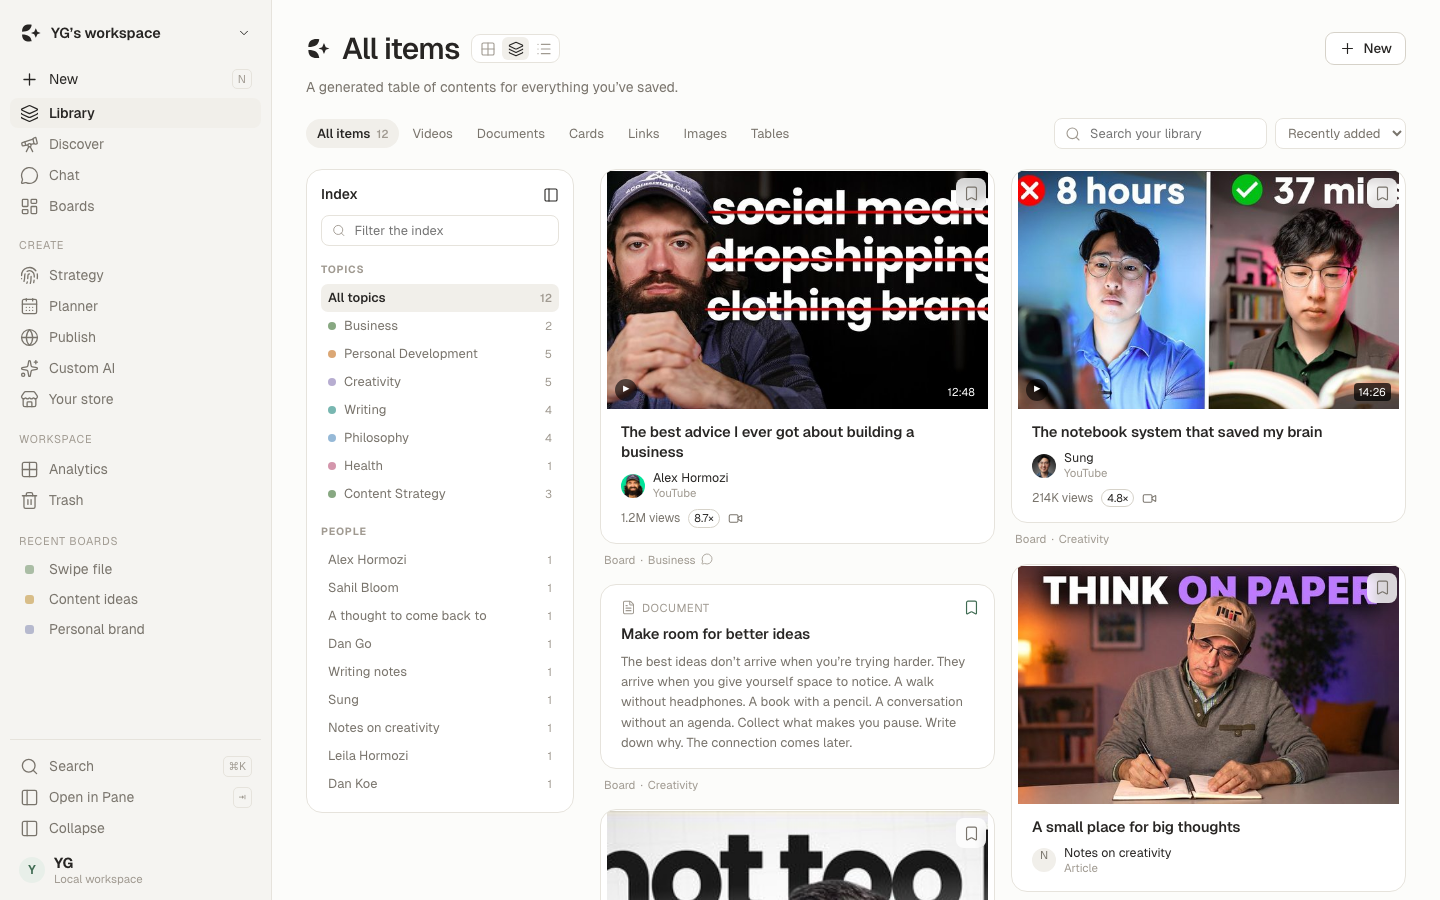 YG's workspace
New N
Library
Discover
Chat
Boards
CREATE
Strategy
Planner
Publish
Custom AI
Your store
WORKSPACE
Analytics
Trash
RECENT BOARDS
Swipe file
Content ideas
Personal brand
Search ⌘K
Open in Pane
Collapse
Y YG
Local workspace
All items
New
A generated table of contents for everything you've saved.
All items 12 Videos Documents Cards Links Images Tables
Search your library
Recently added
Index
Filter the index
TOPICS
All topics 12
Business 2
Personal Development 5
Creativity 5
Writing 4
Philosophy 4
Health 1
Content Strategy 3
PEOPLE
Alex Hormozi 1
Sahil Bloom 1
A thought to come back to 1
Dan Go 1
Writing notes 1
Sung 1
Notes on creativity 1
Leila Hormozi 1
Dan Koe 1
social media
dropshipping
clothing brand
12:48
The best advice I ever got about building a
business
Alex Hormozi
YouTube
1.2M views 8.7×
Board · Business
DOCUMENT
Make room for better ideas
The best ideas don't arrive when you're trying harder. They
arrive when you give yourself space to notice. A walk
without headphones. A book with a pencil. A conversation
without an agenda. Collect what makes you pause. Write
down why. The connection comes later.
Board · Creativity
not too
8 hours
37 min
14:26
The notebook system that saved my brain
Sung
YouTube
214K views 4.8×
Board · Creativity
THINK ON PAPER
MIT
A small place for big thoughts
N Notes on creativity
Article